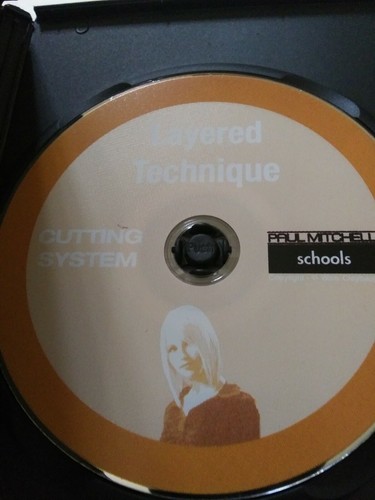 Layered
Technique
CUTTING
SYSTEM
PAUL MITCHELL
schools